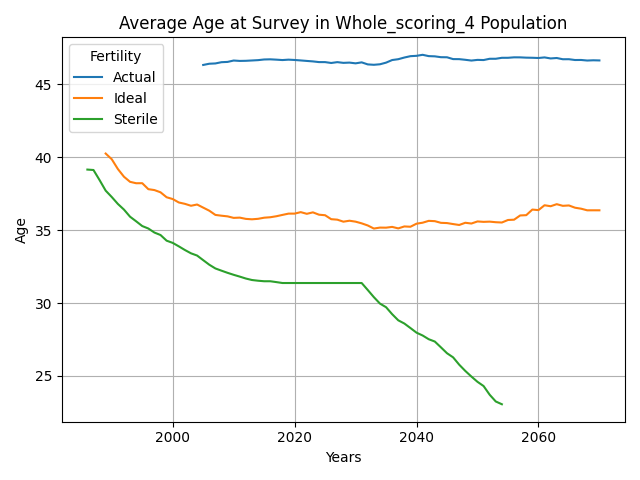 Average Age at Survey in Whole_scoring_4 Population
Fertility
Actual
Ideal
Sterile
Age
45
40
35
30
25
2000
2020
2040
2060
Years